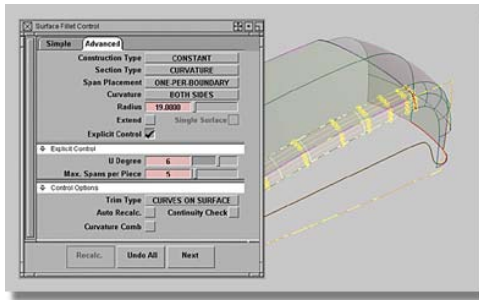 Surface Fillet Control
Simple Advanced
Construction Type CONSTANT
Section Type CURVATURE
Span Placement ONE-PER-BOUNDARY
Curvature BOTH SIDES
Radius 19.0000
Extend Single Surface
Explicit Control
Explicit Control
U Degree 6
Max. Spans per Piece 5
Control Options
Trim Type CURVES ON SURFACE
Auto Recalc. Continuity Check
Curvature Comb
Recalc. Undo All Next